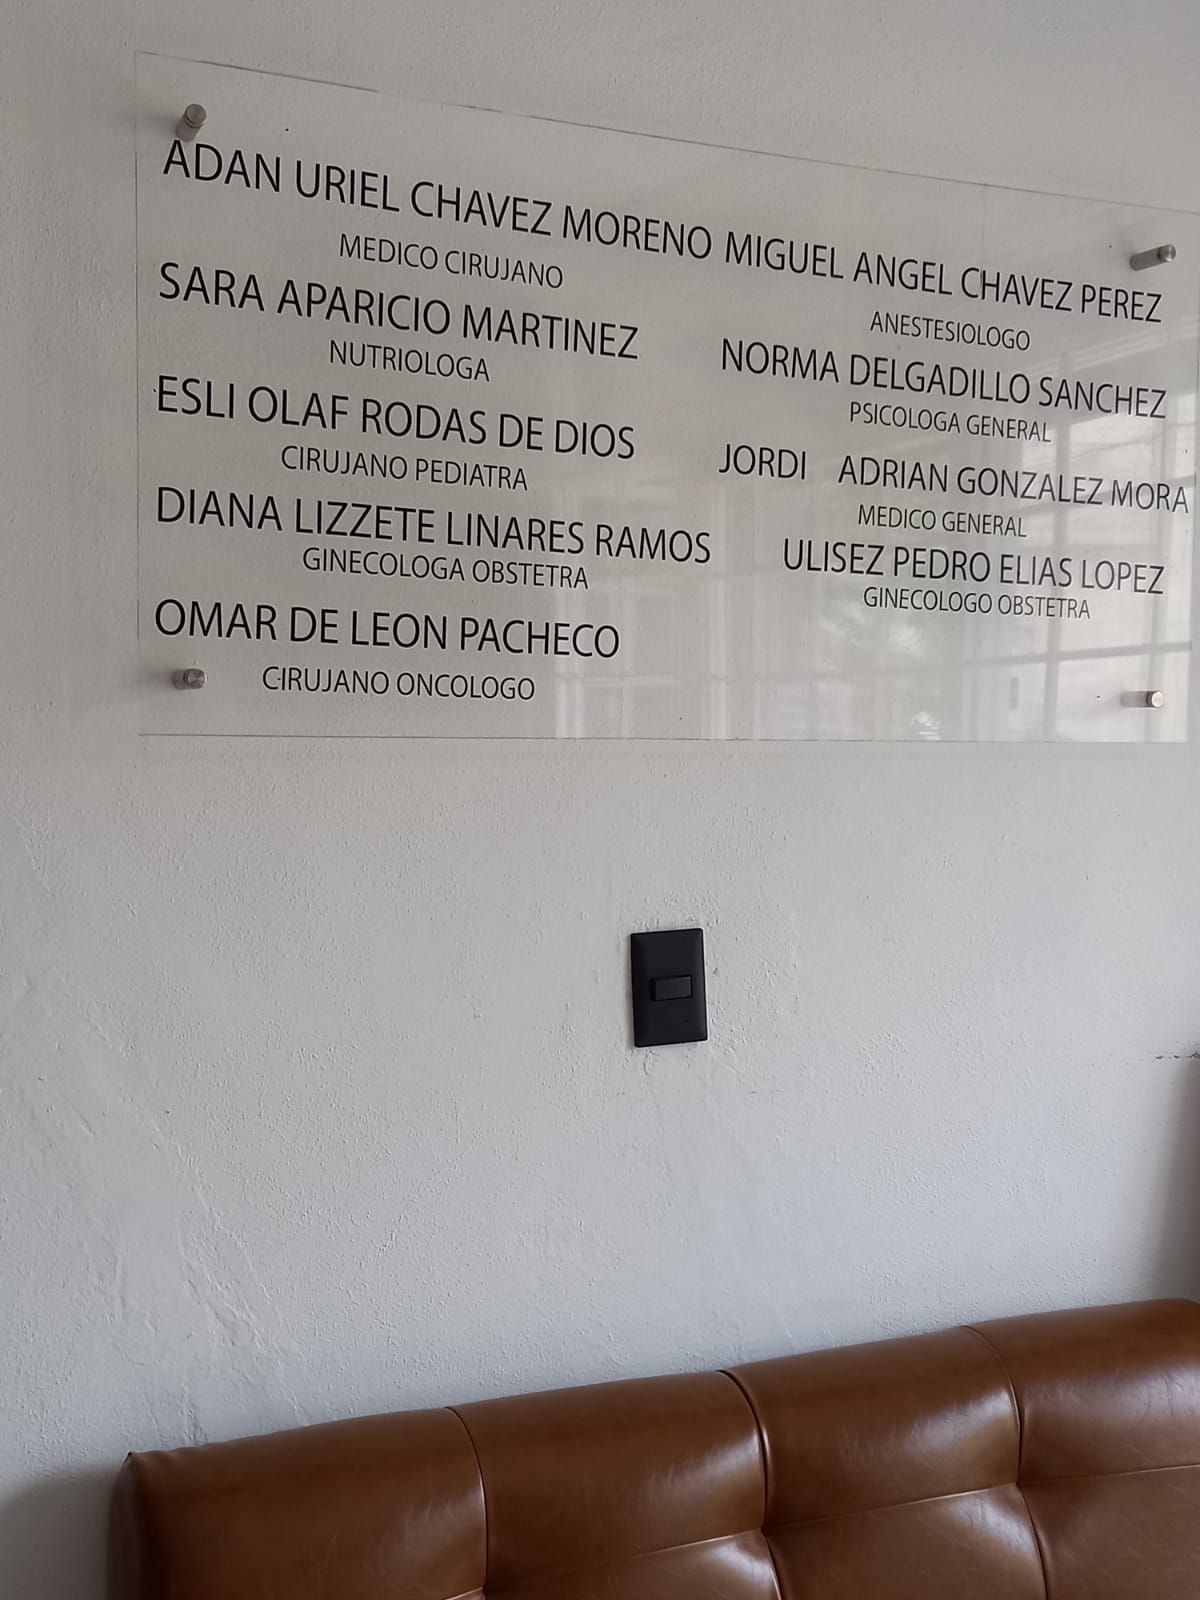 ADAN URIEL CHAVEZ MORENO
MEDICO CIRUJANO
SARA APARICIO MARTINEZ
NUTRIOLOGA
ESLI OLAF RODAS DE DIOS
CIRUJANO PEDIATRA
DIANA LIZZETE LINARES RAMOS
GINECOLOGA OBSTETRA
OMAR DE LEON PACHECO
CIRUJANO ONCOLOGO
MIGUEL ANGEL CHAVEZ PEREZ
ANESTESIOLOGO
NORMA DELGADILLO SANCHEZ
PSICOLOGA GENERAL
JORDI ADRIAN GONZALEZ MORA
MEDICO GENERAL
ULISEZ PEDRO ELIAS LOPEZ
GINECOLOGO OBSTETRA